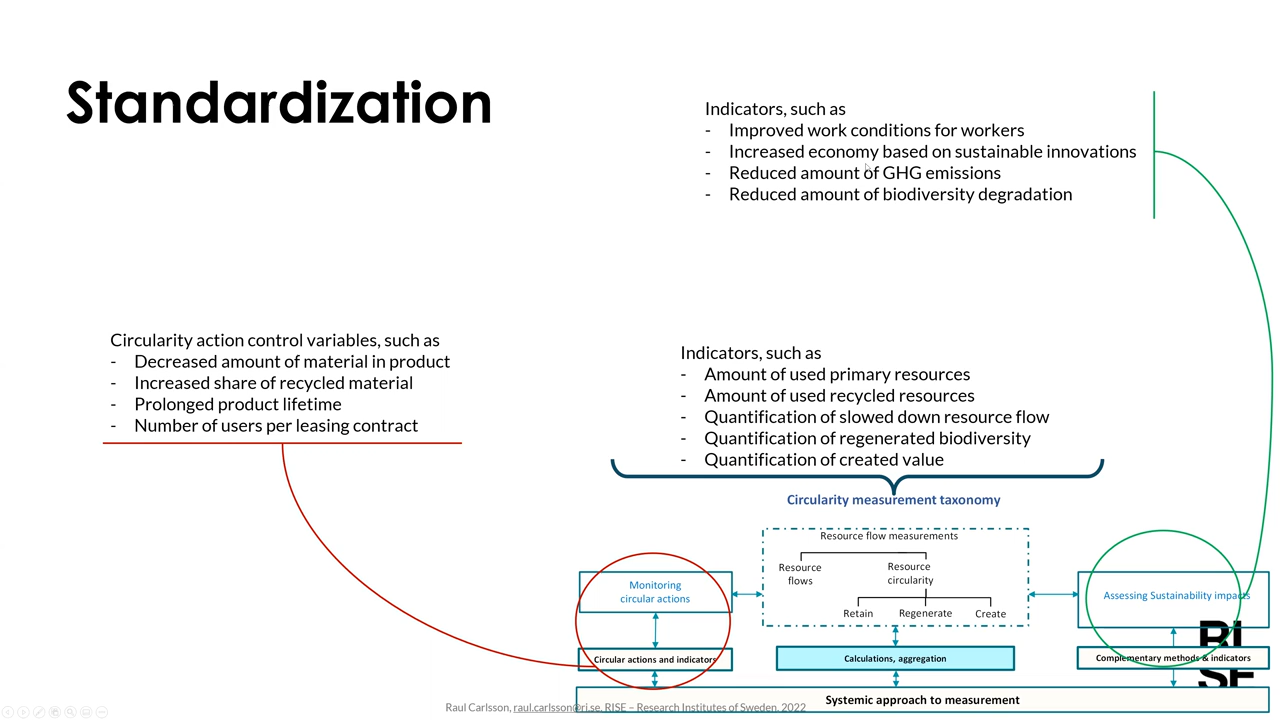 Standardization
Indicators, such as
- Improved work conditions for workers
- Increased economy based on sustainable innovations
- Reduced amount of GHG emissions
- Reduced amount of biodiversity degradation
Circularity action control variables, such as
- Decreased amount of material in product
- Increased share of recycled material
- Prolonged product lifetime
- Number of users per leasing contract
Indicators, such as
- Amount of used primary resources
- Amount of used recycled resources
- Quantification of slowed down resource flow
- Quantification of regenerated biodiversity
- Quantification of created value
Circularity measurement taxonomy
Resource flow measurements
Resource
flows
Resource
circularity
Retain
Regenerate
Create
Monitoring
circular actions
Assessing Sustainability impacts
Circular actions and indicators
Calculations, aggregation
Complementary methods & indicators
RI
SE
Systemic approach to measurement
Raul Carlsson, raul.carlsson@ri.se, RISE – Research Institutes of Sweden, 2022